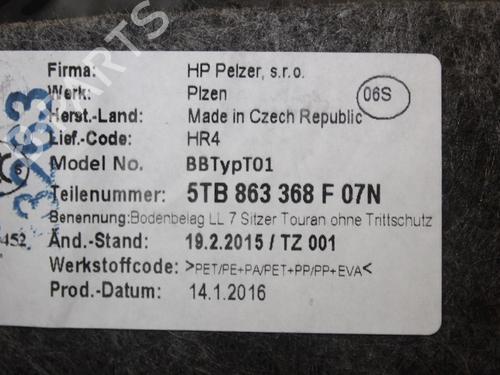 Firma: HP Pelzer, s.r.o.
Werk: Plzen
06S
Herst.-Land: Made in Czech Republic
Lief.-Code: HR4
Model No. BBTypT01
Teilenummer: 5TB 863 368 F 07N
Benennung:Bodenbelag LL 7 Sitzer Touran ohne Trittschutz
Änd.-Stand: 19.2.2015 / TZ 001
Werkstoffcode: >PET/PE+PA/PET+PP/PP+EVA<
Prod.-Datum: 14.1.2016
452